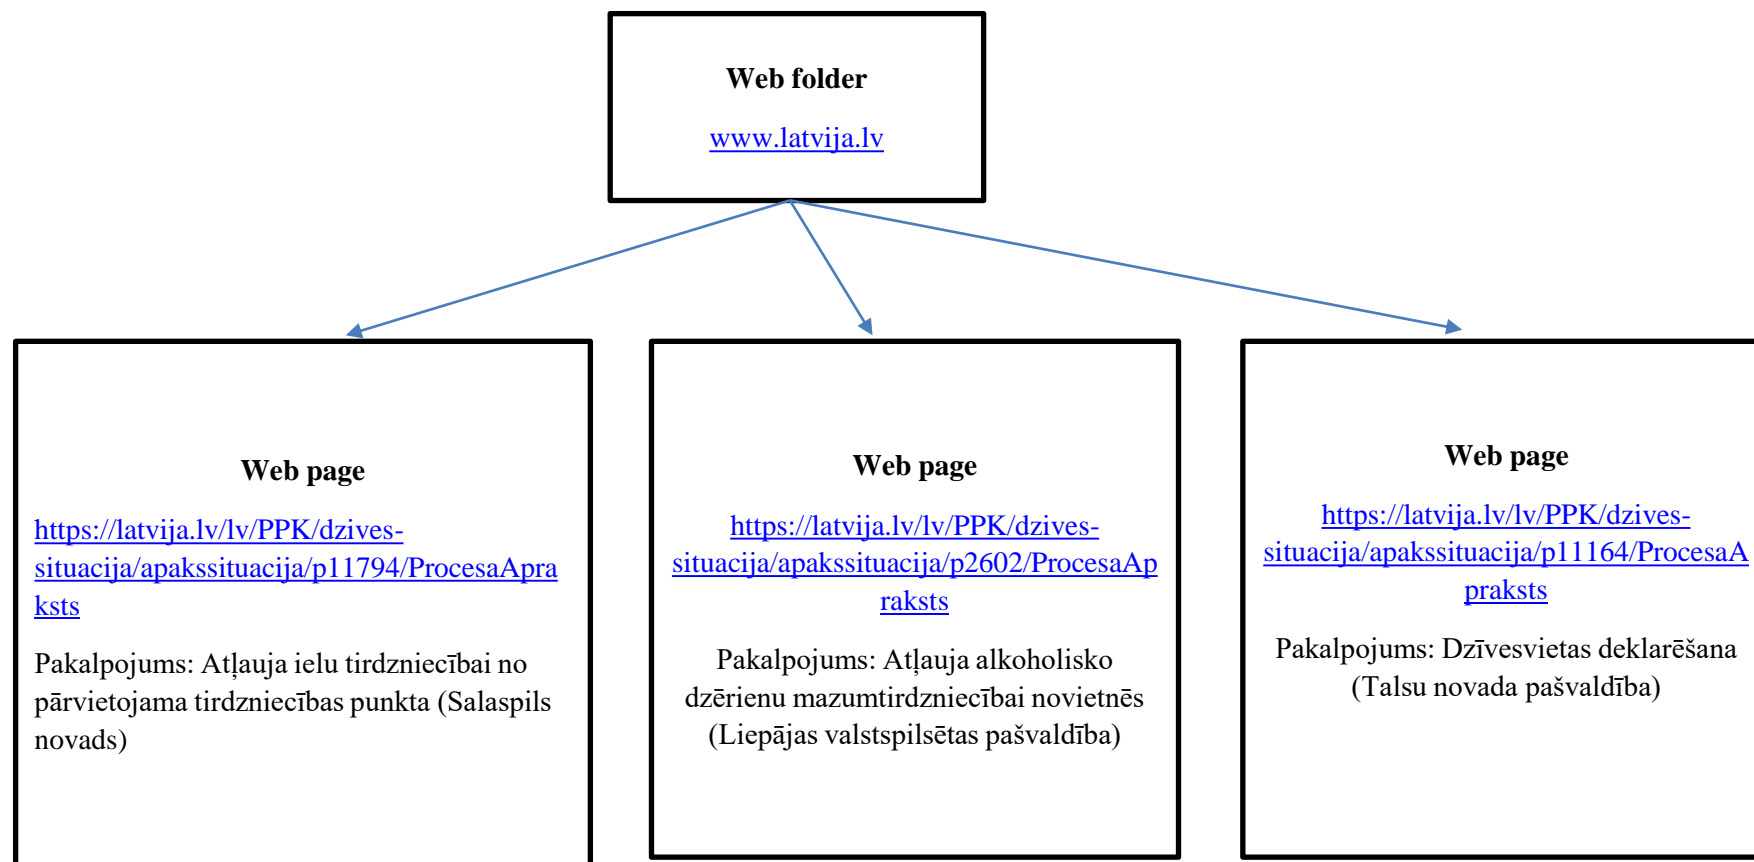 Web folder
www.latvija.lv
Web page
https://latvija.lv/lv/PPK/dzives-
situacija/apakssituacija/p11794/ProcesaApra
ksts
Pakalpojums: Atļauja ielu tirdzniecībai no
pārvietojama tirdzniecības punkta (Salaspils
novads)
Web page
https://latvija.lv/lv/PPK/dzives-
situacija/apakssituacija/p2602/ProcesaAp
raksts
Pakalpojums: Atļauja alkoholisko
dzērienu mazumtirdzniecībai novietnēs
(Liepājas valstspilsētas pašvaldība)
Web page
https://latvija.lv/lv/PPK/dzives-
situacija/apakssituacija/p11164/ProcesaA
praksts
Pakalpojums: Dzīvesvietas deklarēšana
(Talsu novada pašvaldība)